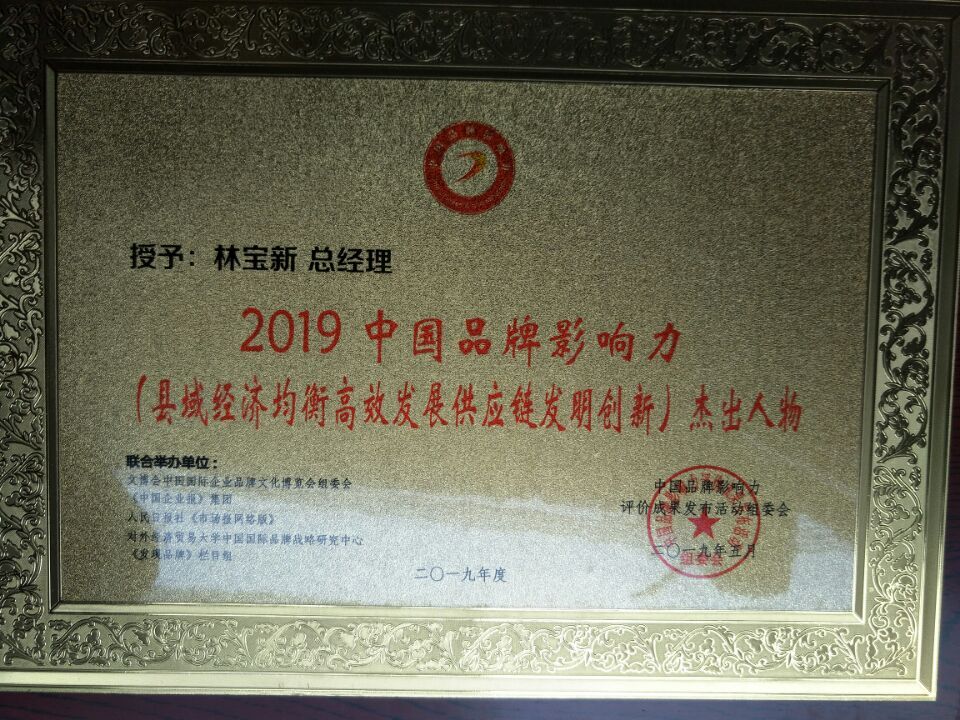 授予：林宝新 总经理
2019 中国品牌影响力
（县域经济均衡高效发展供应链发明创新）杰出人物
联合举办单位：
文博会中国国际企业品牌文化博览会组委会
《中国企业报》集团
人民日报社《市场报网络版》
对外经济贸易大学中国国际品牌战略研究中心
《发现品牌》栏目组
中国品牌影响力
评价成果发布活动组委会
二〇一九年五月
二〇一九年度